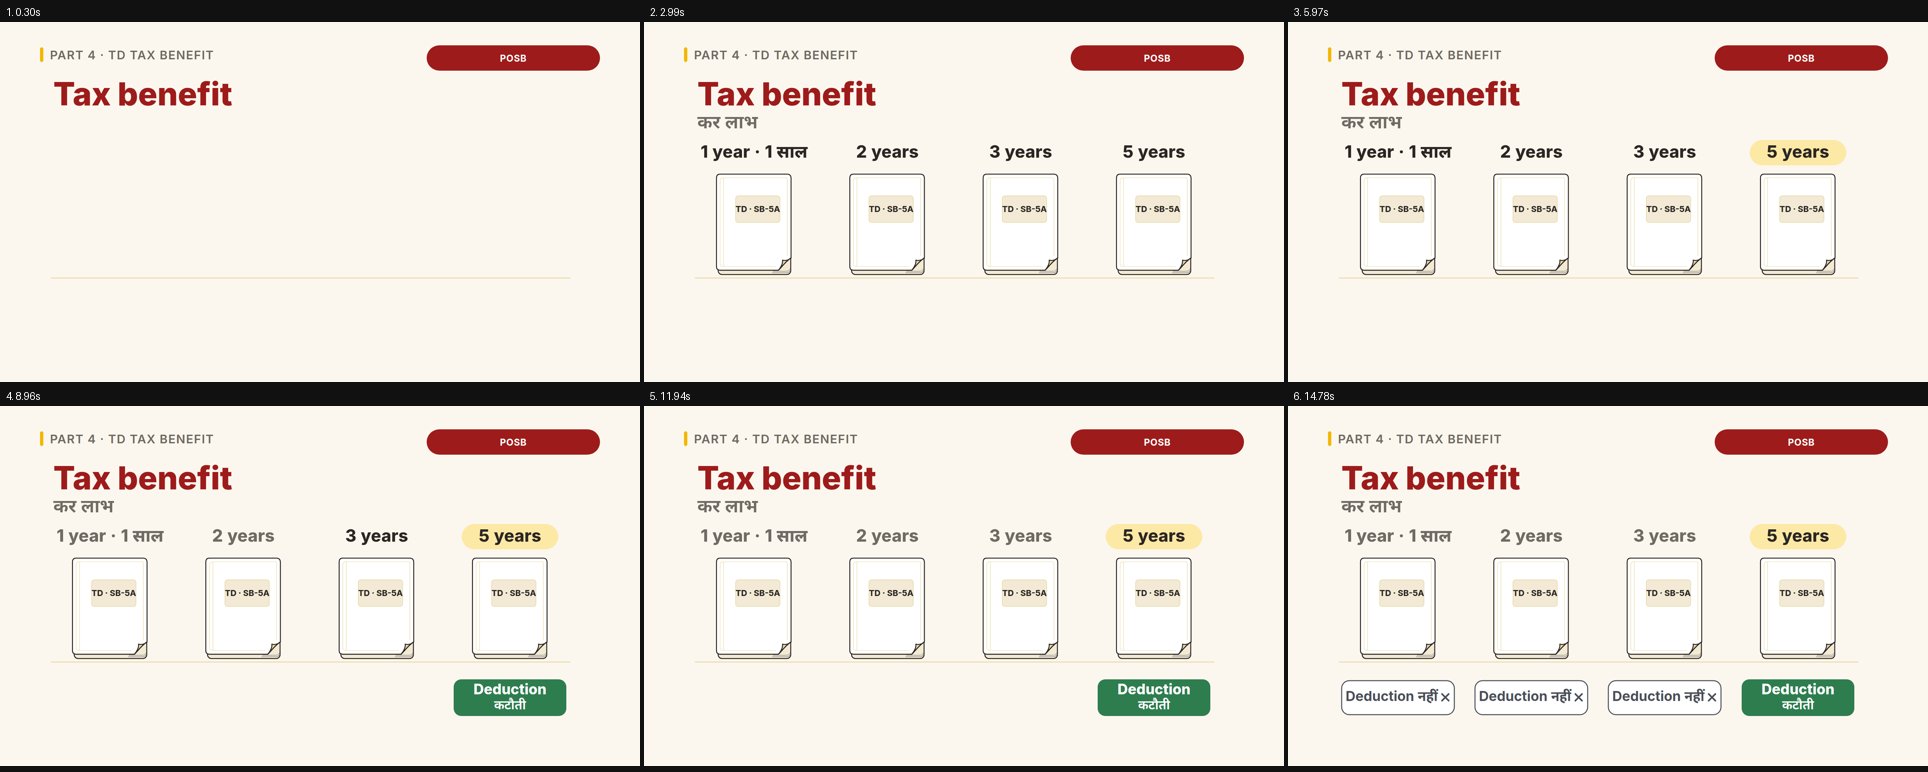 1. 0.30s
PART 4 · TD TAX BENEFIT
POSB
Tax benefit
2. 2.99s
PART 4 · TD TAX BENEFIT
POSB
Tax benefit
कर लाभ
1 year · 1 साल
2 years
3 years
5 years
TD · SB-5A
TD · SB-5A
TD · SB-5A
TD · SB-5A
3. 5.97s
PART 4 · TD TAX BENEFIT
POSB
Tax benefit
कर लाभ
1 year · 1 साल
2 years
3 years
5 years
TD · SB-5A
TD · SB-5A
TD · SB-5A
TD · SB-5A
4. 8.96s
PART 4 · TD TAX BENEFIT
POSB
Tax benefit
कर लाभ
1 year · 1 साल
2 years
3 years
5 years
TD · SB-5A
TD · SB-5A
TD · SB-5A
TD · SB-5A
Deduction
कटौती
5. 11.94s
PART 4 · TD TAX BENEFIT
POSB
Tax benefit
कर लाभ
1 year · 1 साल
2 years
3 years
5 years
TD · SB-5A
TD · SB-5A
TD · SB-5A
TD · SB-5A
Deduction
कटौती
6. 14.78s
PART 4 · TD TAX BENEFIT
POSB
Tax benefit
कर लाभ
1 year · 1 साल
2 years
3 years
5 years
TD · SB-5A
TD · SB-5A
TD · SB-5A
TD · SB-5A
Deduction नहीं ×
Deduction नहीं ×
Deduction नहीं ×
Deduction
कटौती